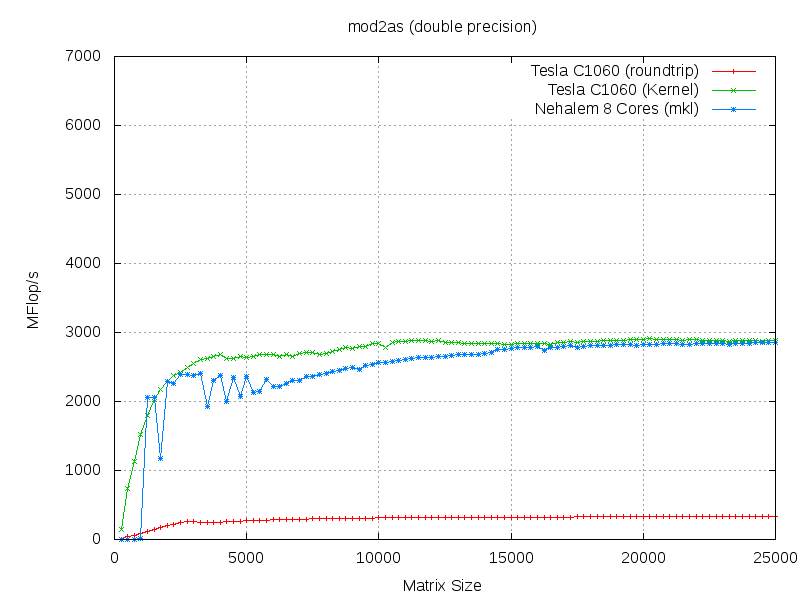 mod2as (double precision)
7000
6000
5000
4000
3000
2000
1000
0
MFlop/s
Tesla C1060 (roundtrip)
Tesla C1060 (Kernel)
Nehalem 8 Cores (mkl)
0 5000 10000 15000 20000 25000
Matrix Size